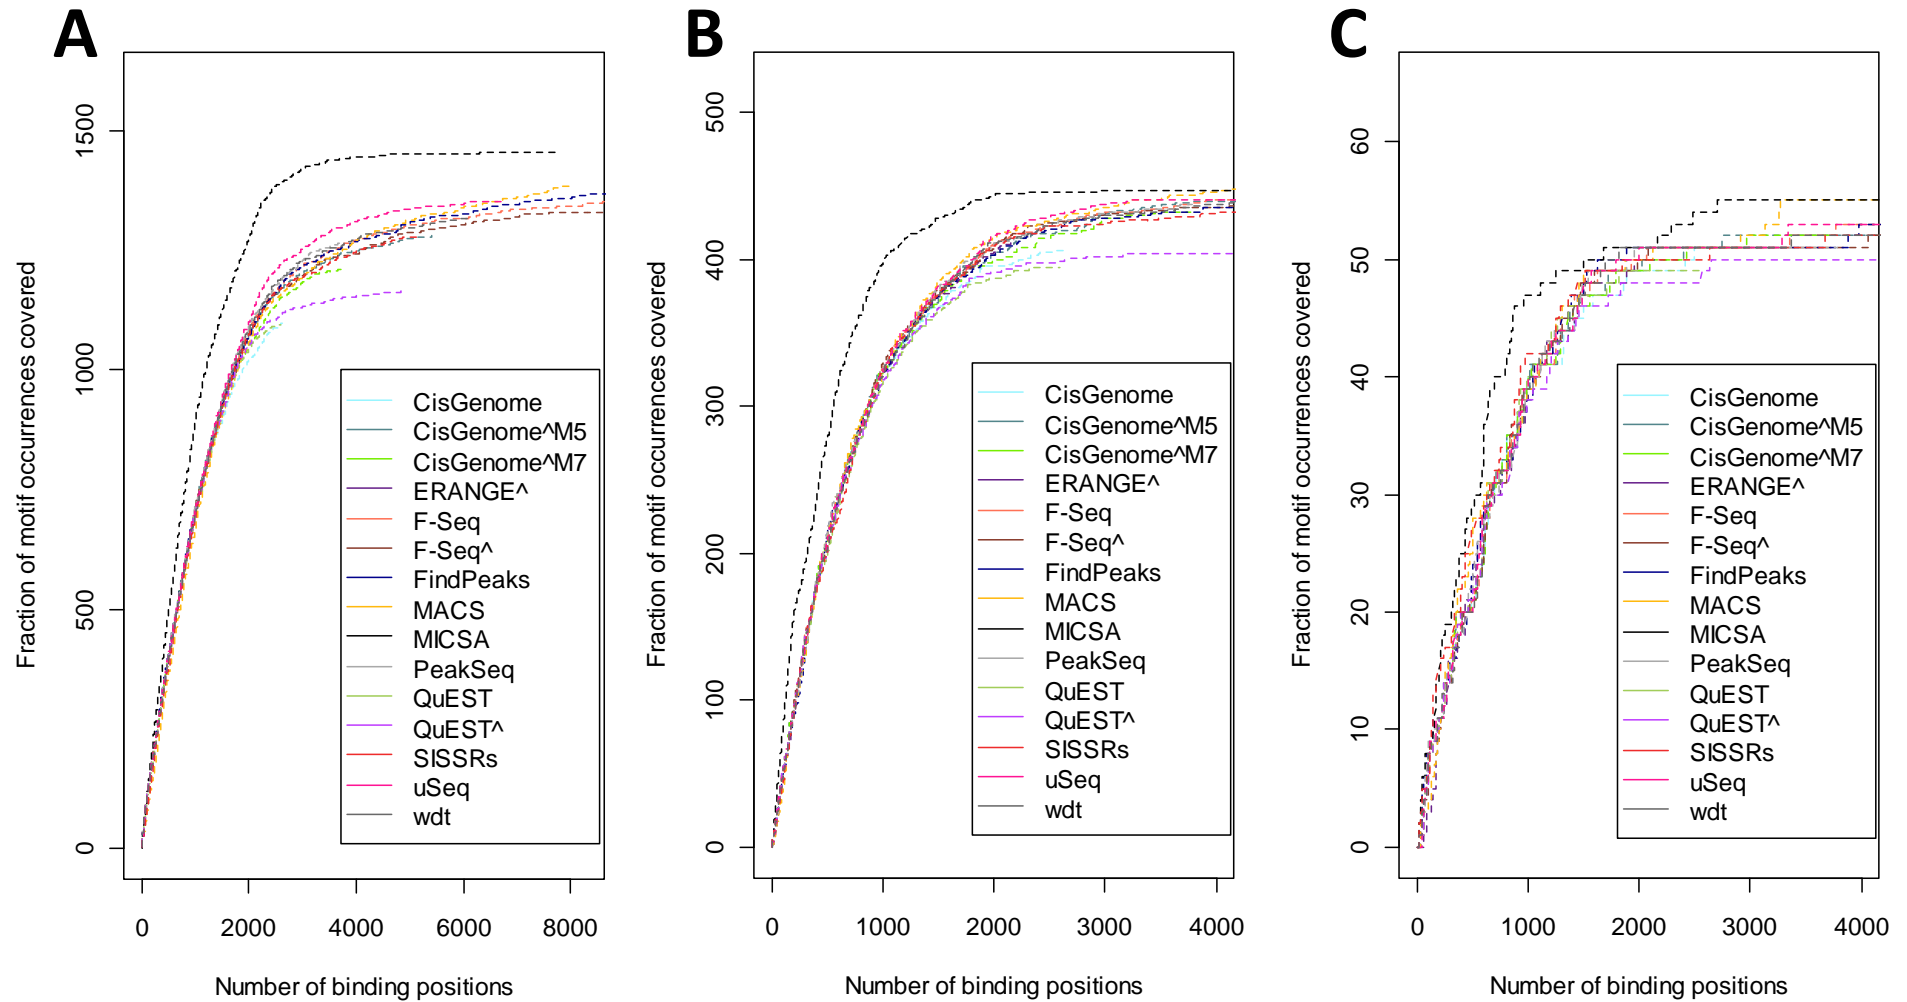 A
Fraction of motif occurrences covered
1500
1000
500
0
CisGenome
CisGenome^M5
CisGenome^M7
ERANGE^
F-Seq
F-Seq^
FindPeaks
MACS
MICSA
PeakSeq
QuEST
QuEST^
SISSRs
uSeq
wdt
0 2000 4000 6000 8000
Number of binding positions
B
Fraction of motif occurrences covered
500
400
300
200
100
0
CisGenome
CisGenome^M5
CisGenome^M7
ERANGE^
F-Seq
F-Seq^
FindPeaks
MACS
MICSA
PeakSeq
QuEST
QuEST^
SISSRs
uSeq
wdt
0 1000 2000 3000 4000
Number of binding positions
C
Fraction of motif occurrences covered
60
50
40
30
20
10
0
CisGenome
CisGenome^M5
CisGenome^M7
ERANGE^
F-Seq
F-Seq^
FindPeaks
MACS
MICSA
PeakSeq
QuEST
QuEST^
SISSRs
uSeq
wdt
0 1000 2000 3000 4000
Number of binding positions